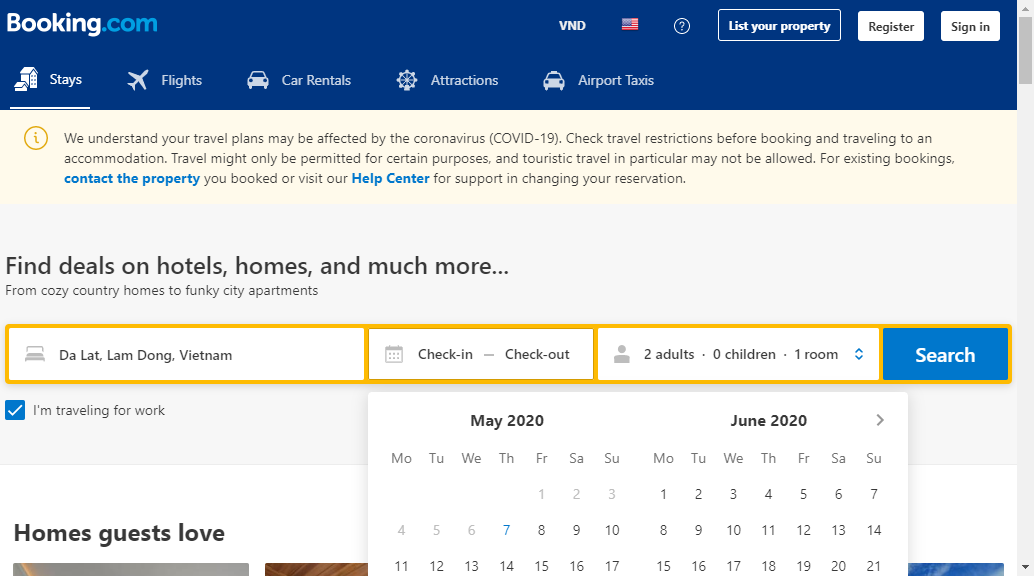 Booking.com
VND
List your property
Register
Sign in
Stays
Flights
Car Rentals
Attractions
Airport Taxis
We understand your travel plans may be affected by the coronavirus (COVID-19). Check travel restrictions before booking and traveling to an
accommodation. Travel might only be permitted for certain purposes, and touristic travel in particular may not be allowed. For existing bookings,
contact the property you booked or visit our Help Center for support in changing your reservation.
Find deals on hotels, homes, and much more...
From cozy country homes to funky city apartments
Da Lat, Lam Dong, Vietnam
Check-in — Check-out
2 adults · 0 children · 1 room
Search
I'm traveling for work
May 2020
Mo Tu We Th Fr Sa Su
1 2 3
4 5 6 7 8 9 10
11 12 13 14 15 16 17
June 2020
Mo Tu We Th Fr Sa Su
1 2 3 4 5 6 7
8 9 10 11 12 13 14
15 16 17 18 19 20 21
Homes guests love